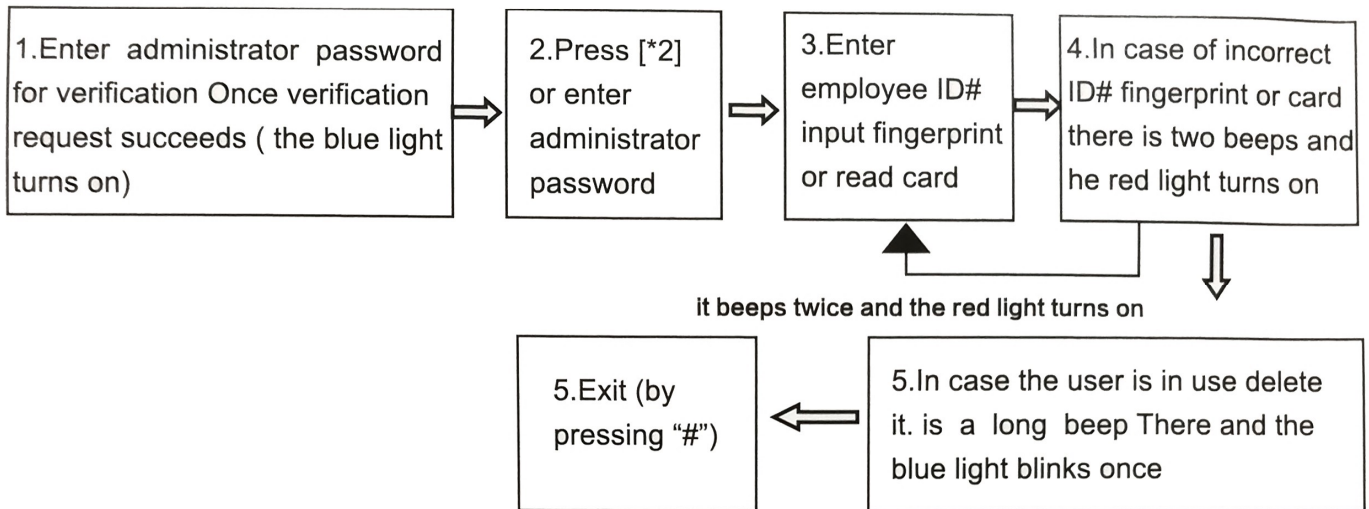 1.Enter administrator password
for verification Once verification
request succeeds ( the blue light
turns on)
2.Press [*2]
or enter
administrator
password
3.Enter
employee ID#
input fingerprint
or read card
4.In case of incorrect
ID# fingerprint or card
there is two beeps and
he red light turns on
it beeps twice and the red light turns on
5.In case the user is in use delete
it. is a long beep There and the
blue light blinks once
5.Exit (by
pressing “#”)